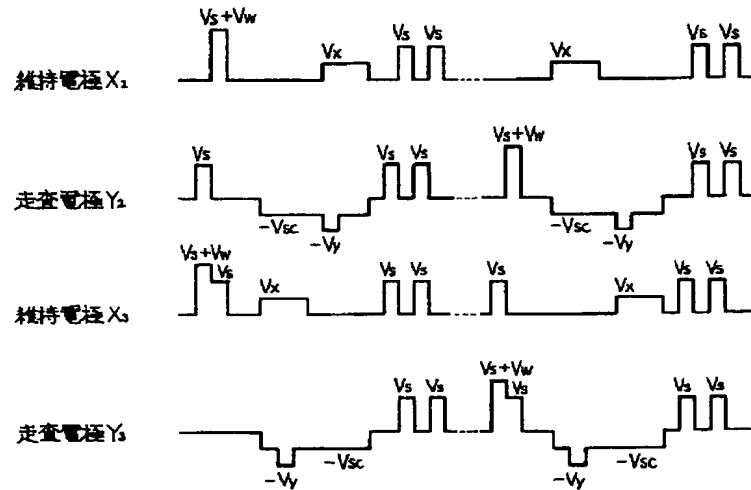 Vs+Vw
Vx Vs Vs Vx Vs Vs
維持電極X₁
Vs Vs Vs Vs+Vw Vs Vs
走査電極Y₂
-Vsc -Vy -Vsc -Vy
Vs+Vw Vs
Vx Vs Vs Vs Vx Vs Vs
維持電極X₃
Vs Vs Vs+Vw Vs Vs Vs
走査電極Y₃
-Vy -Vsc -Vy -Vsc